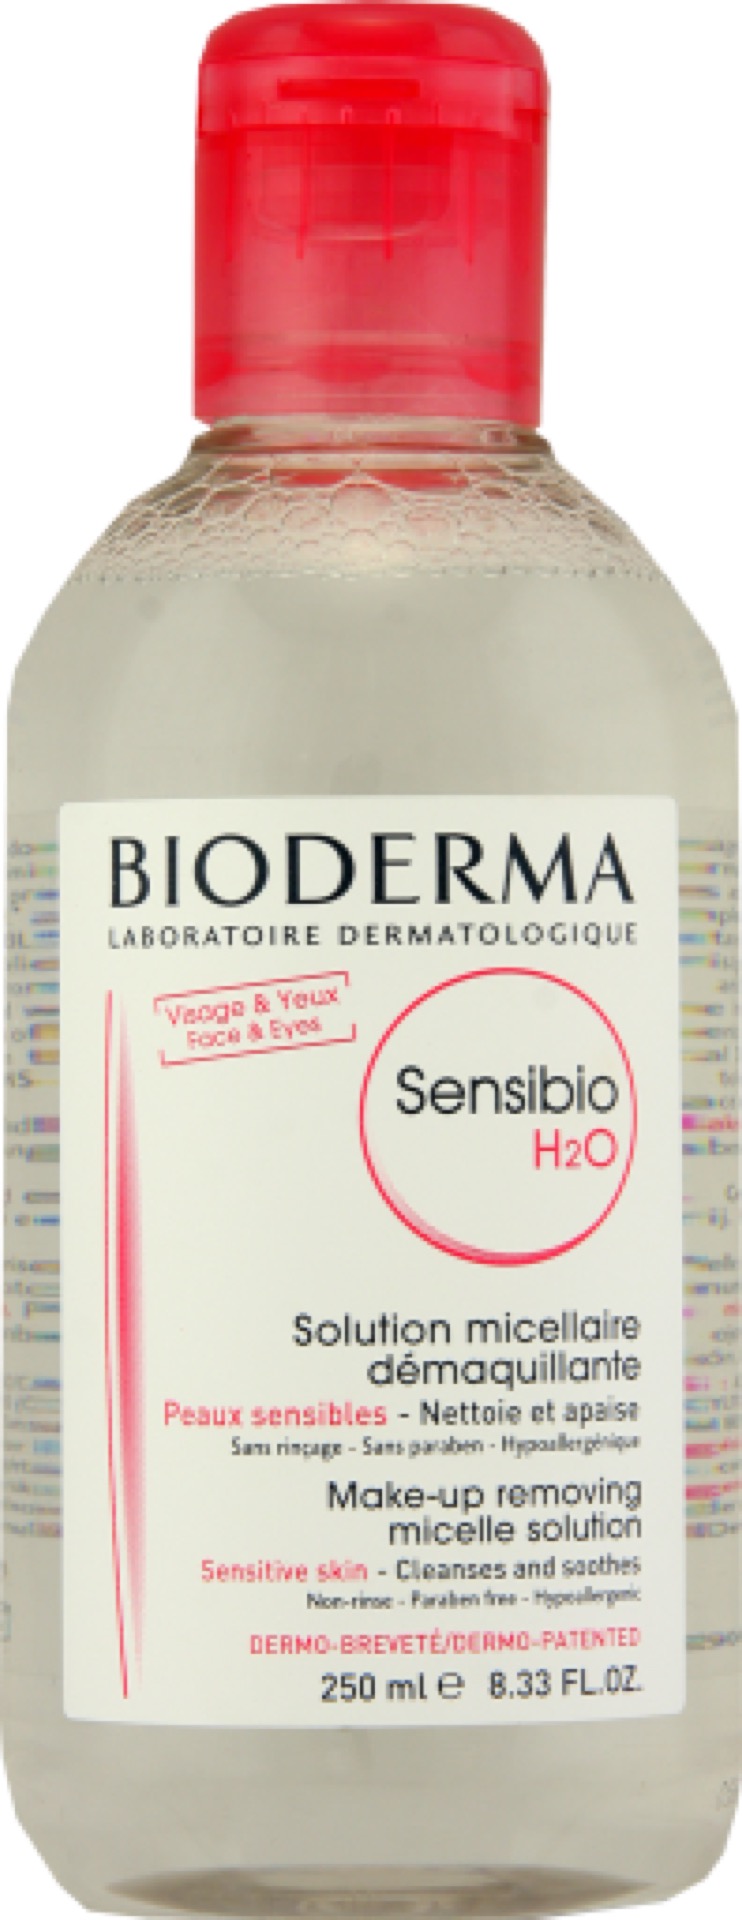 BIODERMA
LABORATOIRE DERMATOLOGIQUE
Visage & Yeux
Face & Eyes
Sensibio
H2O
Solution micellaire
démaquillante
Peaux sensibles - Nettoie et apaise
Sans rinçage - Sans paraben - Hypoallergénique
Make-up removing
micelle solution
Sensitive skin - Cleanses and soothes
Non-rinse - Paraben free - Hypoallergenic
DERMO-BREVETÉ/DERMO-PATENTED
250 ml e 8.33 FL.OZ.